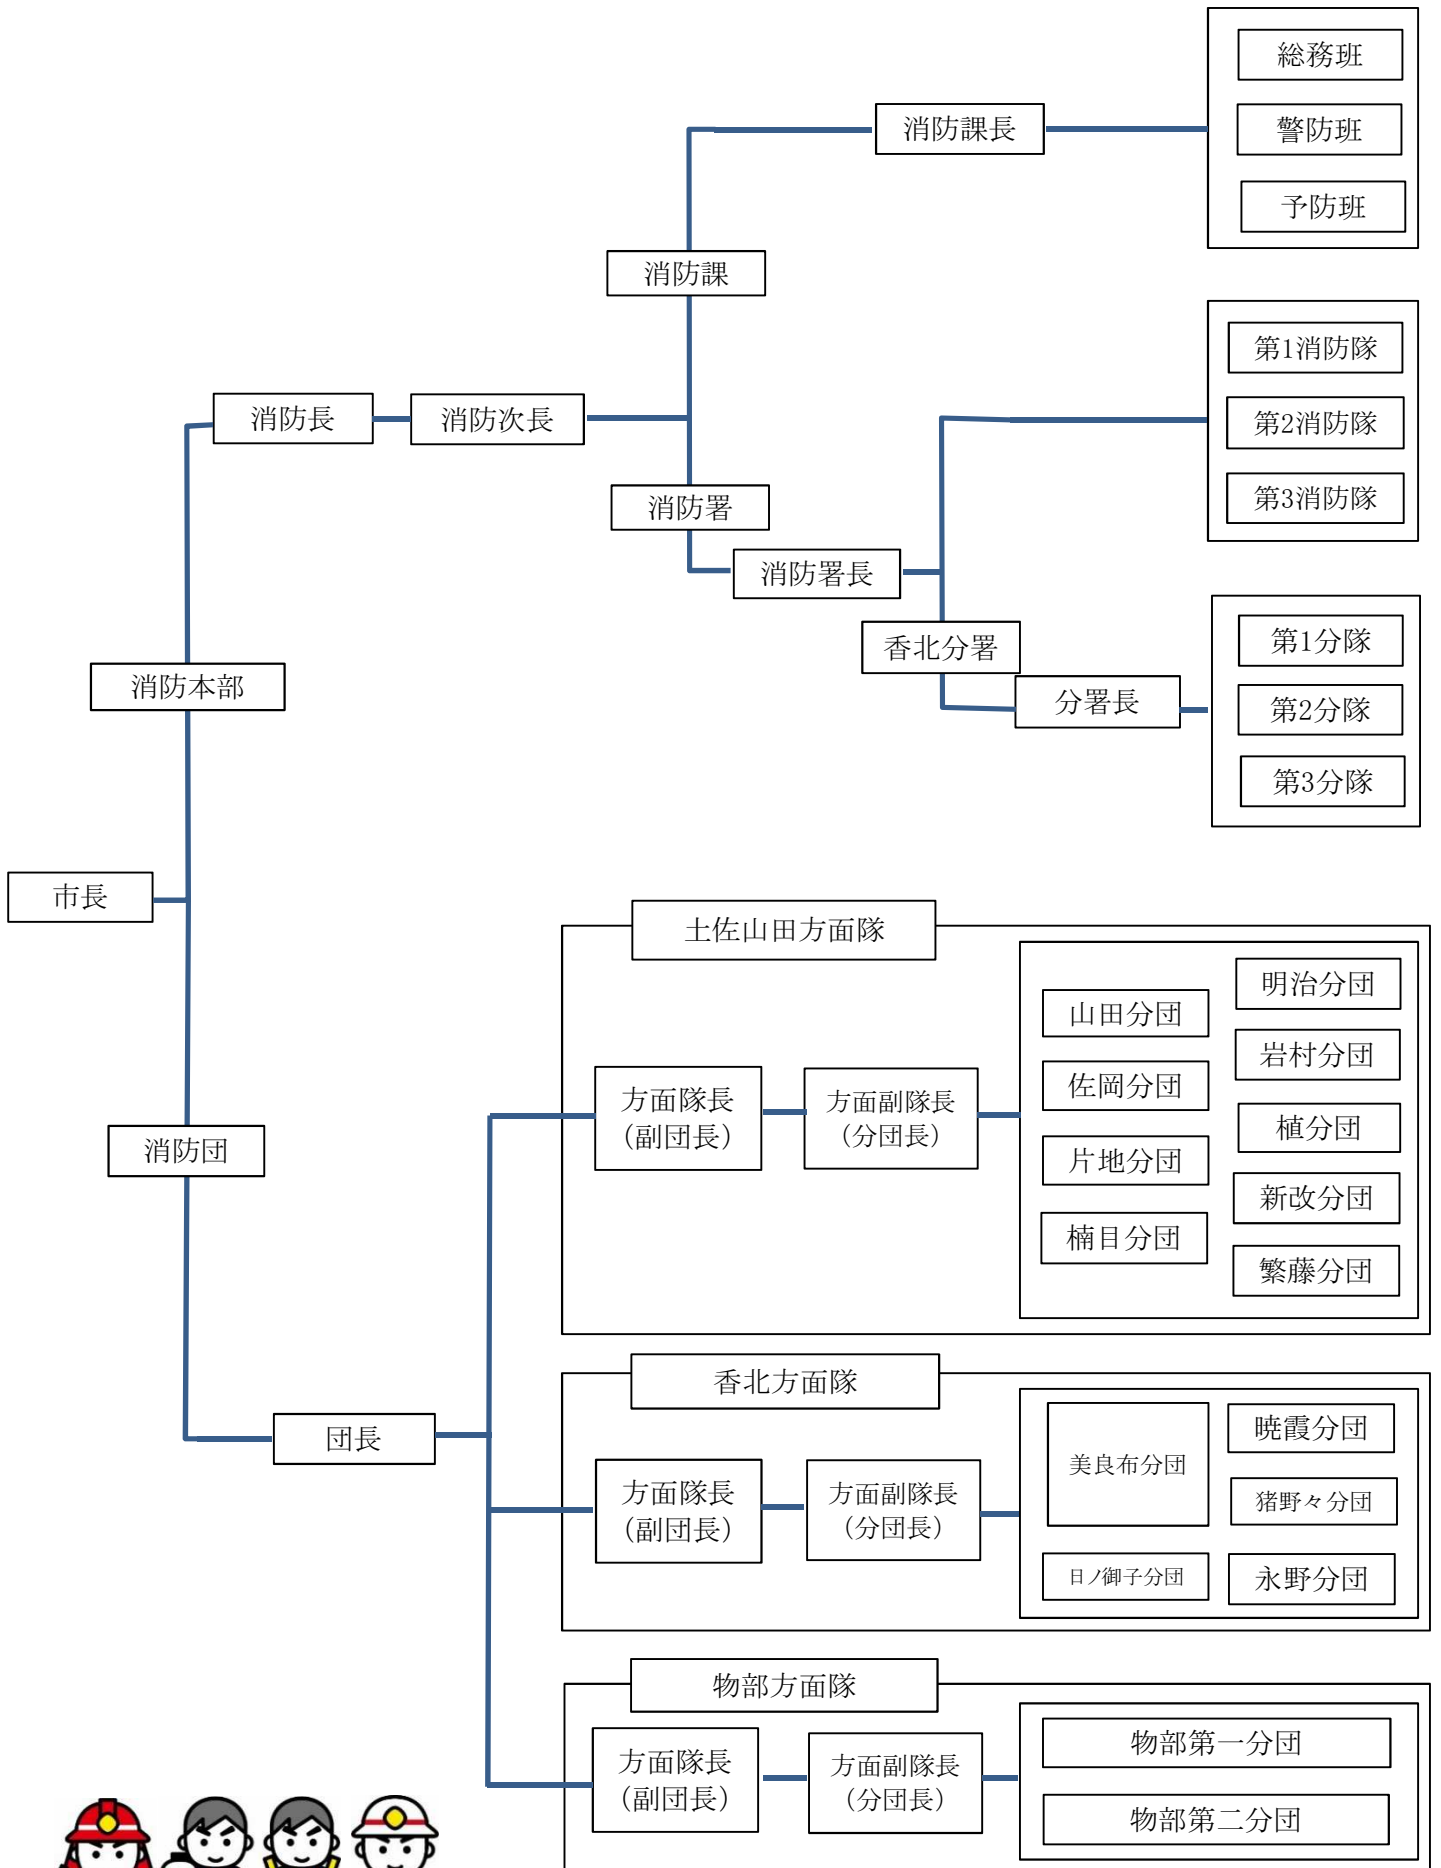 総務班
警防班
予防班
消防課長
消防課
第1消防隊
第2消防隊
第3消防隊
消防長
消防次長
消防署
消防署長
香北分署
分署長
第1分隊
第2分隊
第3分隊
消防本部
市長
消防団
団長
土佐山田方面隊
方面隊長
(副団長)
方面副隊長
(分団長)
山田分団
佐岡分団
片地分団
楠目分団
明治分団
岩村分団
植分団
新改分団
繁藤分団
香北方面隊
方面隊長
(副団長)
方面副隊長
(分団長)
美良布分団
日ノ御子分団
暁霞分団
猪野々分団
永野分団
物部方面隊
方面隊長
(副団長)
方面副隊長
(分団長)
物部第一分団
物部第二分団